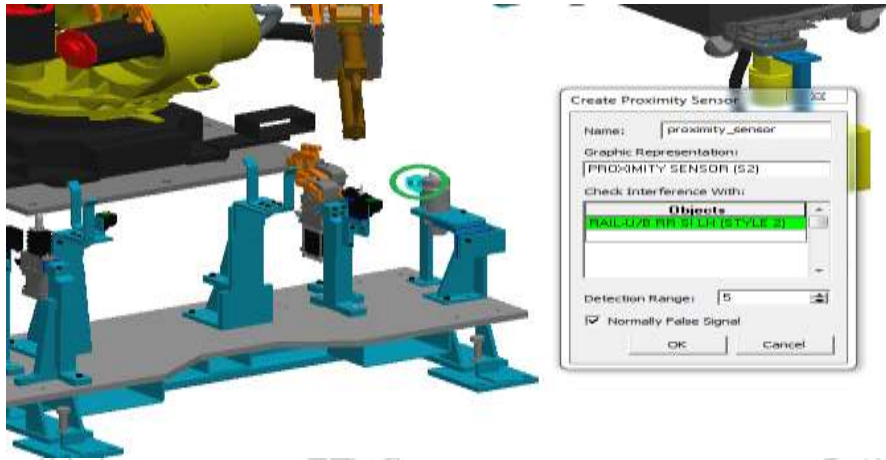 Create Proximity Sensor
Name: proximity_sensor
Graphic Representation:
PROXIMITY SENSOR (S2)
Check Interference With:
Objects
RAIL-U/B RR SI LH (STYLE 2)
Detection Range: 5
Normally False Signal
OK Cancel